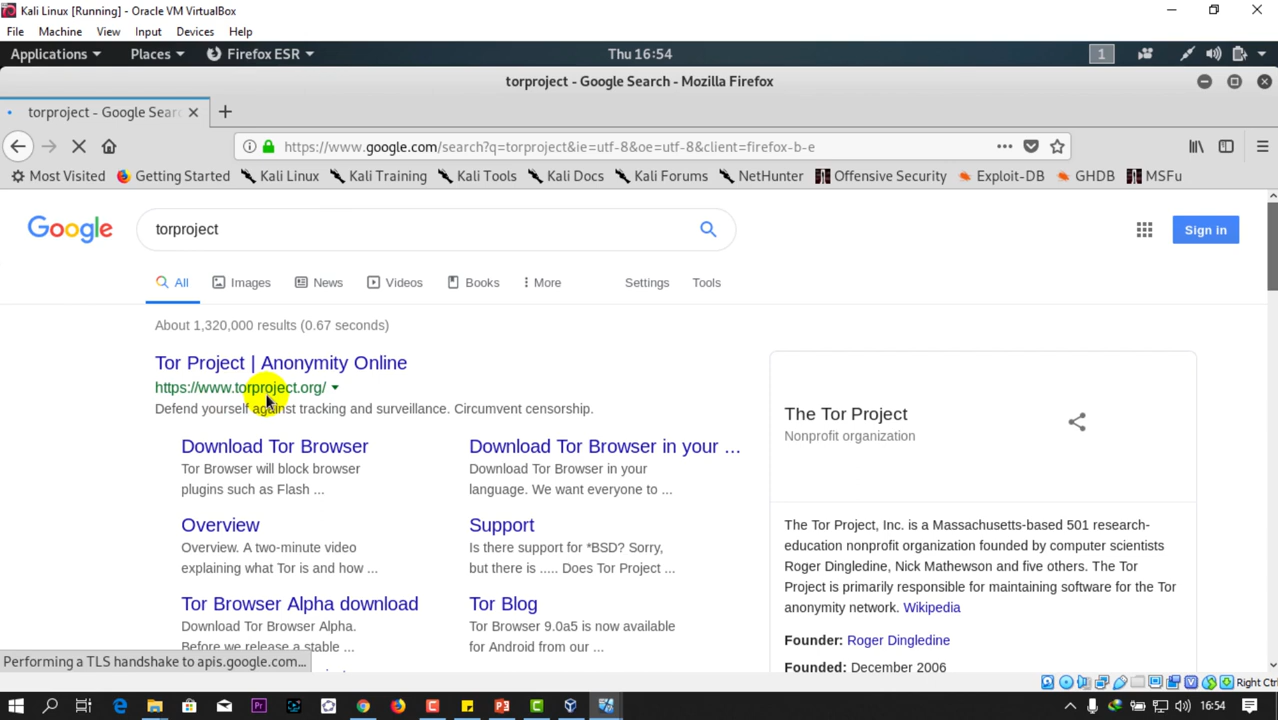 Kali Linux [Running] - Oracle VM VirtualBox
File Machine View Input Devices Help
Applications Places Firefox ESR Thu 16:54 1
torproject - Google Search - Mozilla Firefox
torproject - Google Sear
https://www.google.com/search?q=torproject&ie=utf-8&oe=utf-8&client=firefox-b-e
Most Visited Getting Started Kali Linux Kali Training Kali Tools Kali Docs Kali Forums NetHunter Offensive Security Exploit-DB GHDB MSFu
Google torproject Sign in
All Images News Videos Books More Settings Tools
About 1,320,000 results (0.67 seconds)
Tor Project | Anonymity Online
https://www.torproject.org/
Defend yourself against tracking and surveillance. Circumvent censorship.
Download Tor Browser
Tor Browser will block browser
plugins such as Flash ...
Download Tor Browser in your ...
Download Tor Browser in your
language. We want everyone to ...
Overview
Overview. A two-minute video
explaining what Tor is and how ...
Support
Is there support for *BSD? Sorry,
but there is ..... Does Tor Project ...
Tor Browser Alpha download
Download Tor Browser Alpha.
Before we release a stable ...
Tor Blog
Tor Browser 9.0a5 is now available
for Android from our ...
The Tor Project
Nonprofit organization
The Tor Project, Inc. is a Massachusetts-based 501 research-
education nonprofit organization founded by computer scientists
Roger Dingledine, Nick Mathewson and five others. The Tor
Project is primarily responsible for maintaining software for the Tor
anonymity network. Wikipedia
Founder: Roger Dingledine
Founded: December 2006
Performing a TLS handshake to apis.google.com...
Right Ctrl
16:54